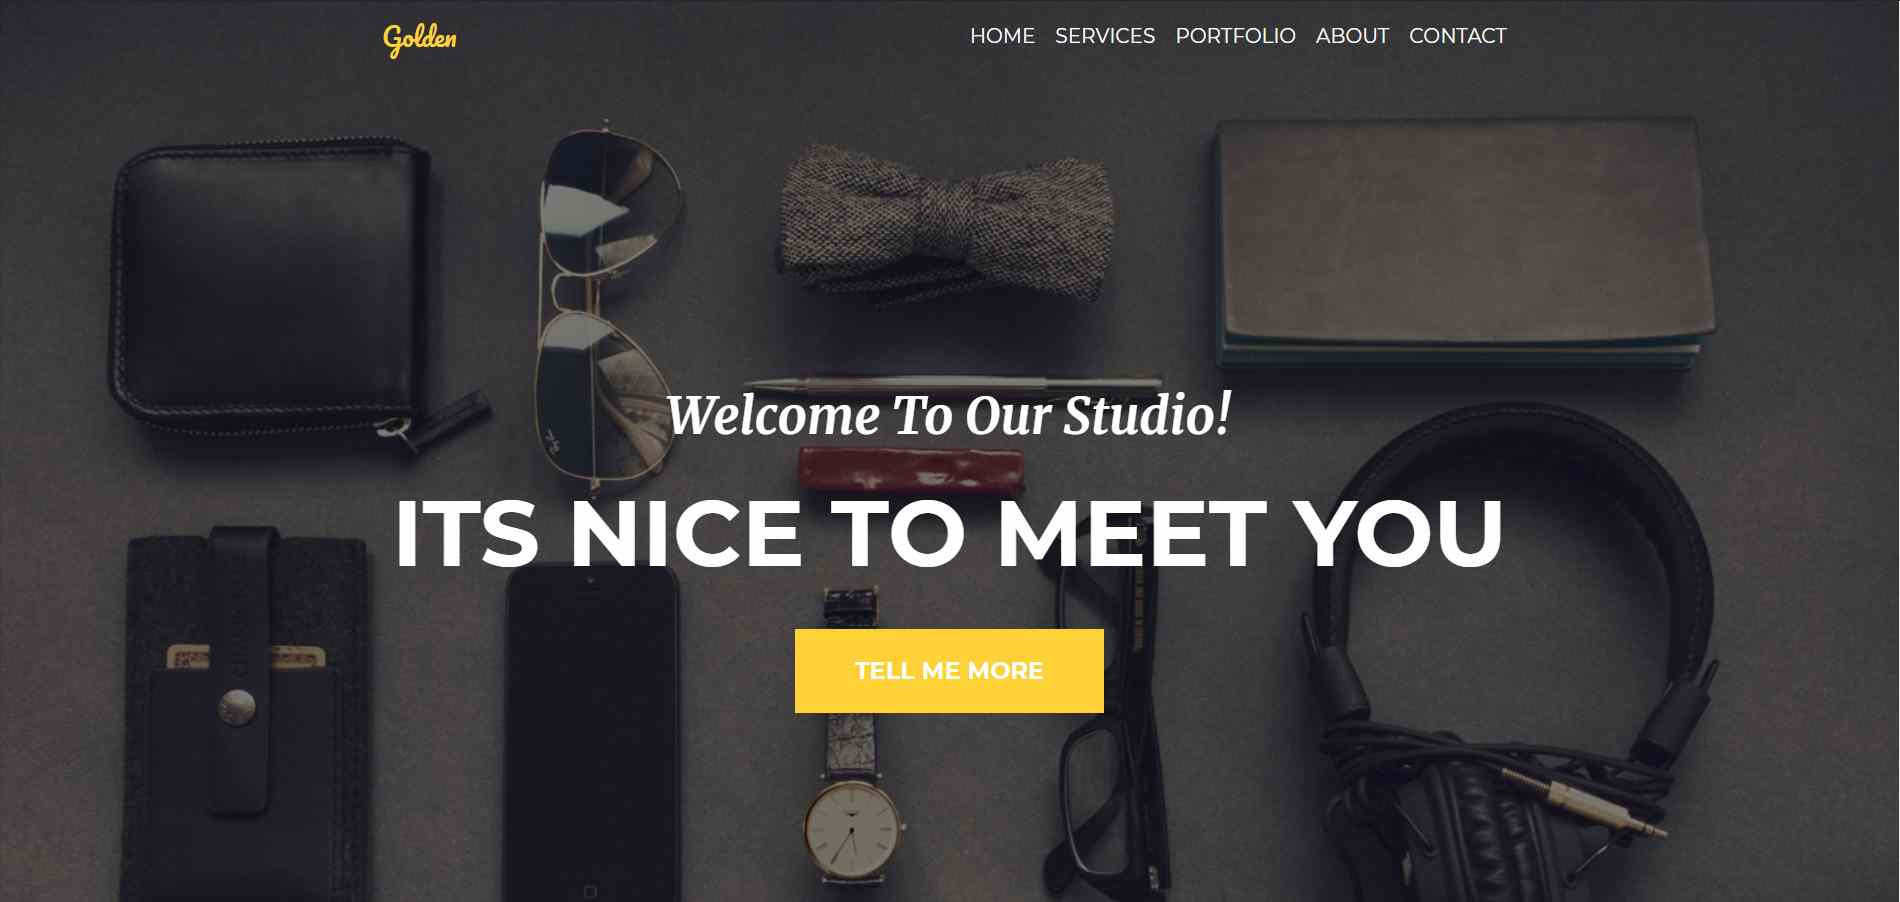 Golden
HOME SERVICES PORTFOLIO ABOUT CONTACT
Welcome To Our Studio!
ITS NICE TO MEET YOU
TELL ME MORE